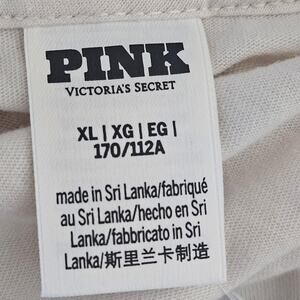 PINK
VICTORIA'S SECRET
XL | XG | EG |
170/112A
made in Sri Lanka/fabriqué
au Sri Lanka/hecho en Sri
Lanka/fabbricato in Sri
Lanka/斯里兰卡制造